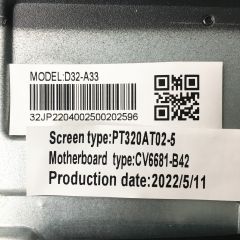 MODEL:D32-A33
32JP2204002500202596
Screen type:PT320AT02-5
Motherboard type:CV6681-B42
Production date:2022/5/11